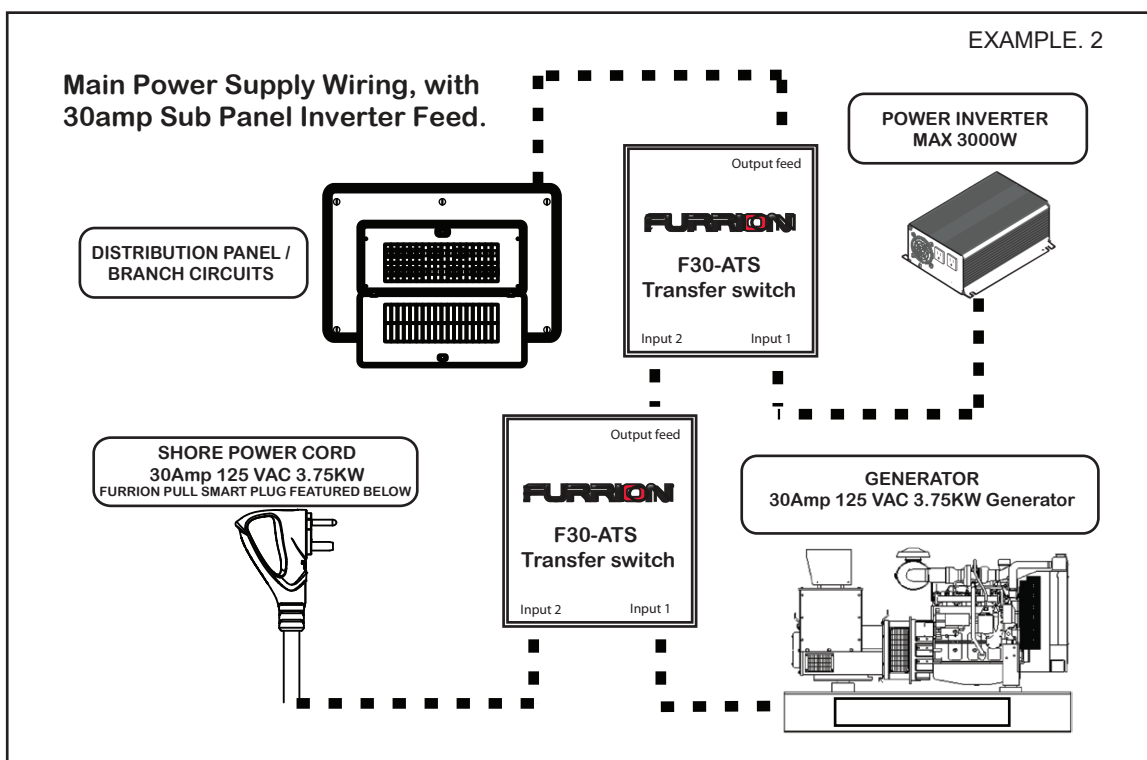 EXAMPLE. 2
Main Power Supply Wiring, with
30amp Sub Panel Inverter Feed.
POWER INVERTER
MAX 3000W
Output feed
FURRION
F30-ATS
Transfer switch
Input 2 Input 1
DISTRIBUTION PANEL /
BRANCH CIRCUITS
SHORE POWER CORD
30Amp 125 VAC 3.75KW
FURRION PULL SMART PLUG FEATURED BELOW
Output feed
FURRION
F30-ATS
Transfer switch
Input 2 Input 1
GENERATOR
30Amp 125 VAC 3.75KW Generator